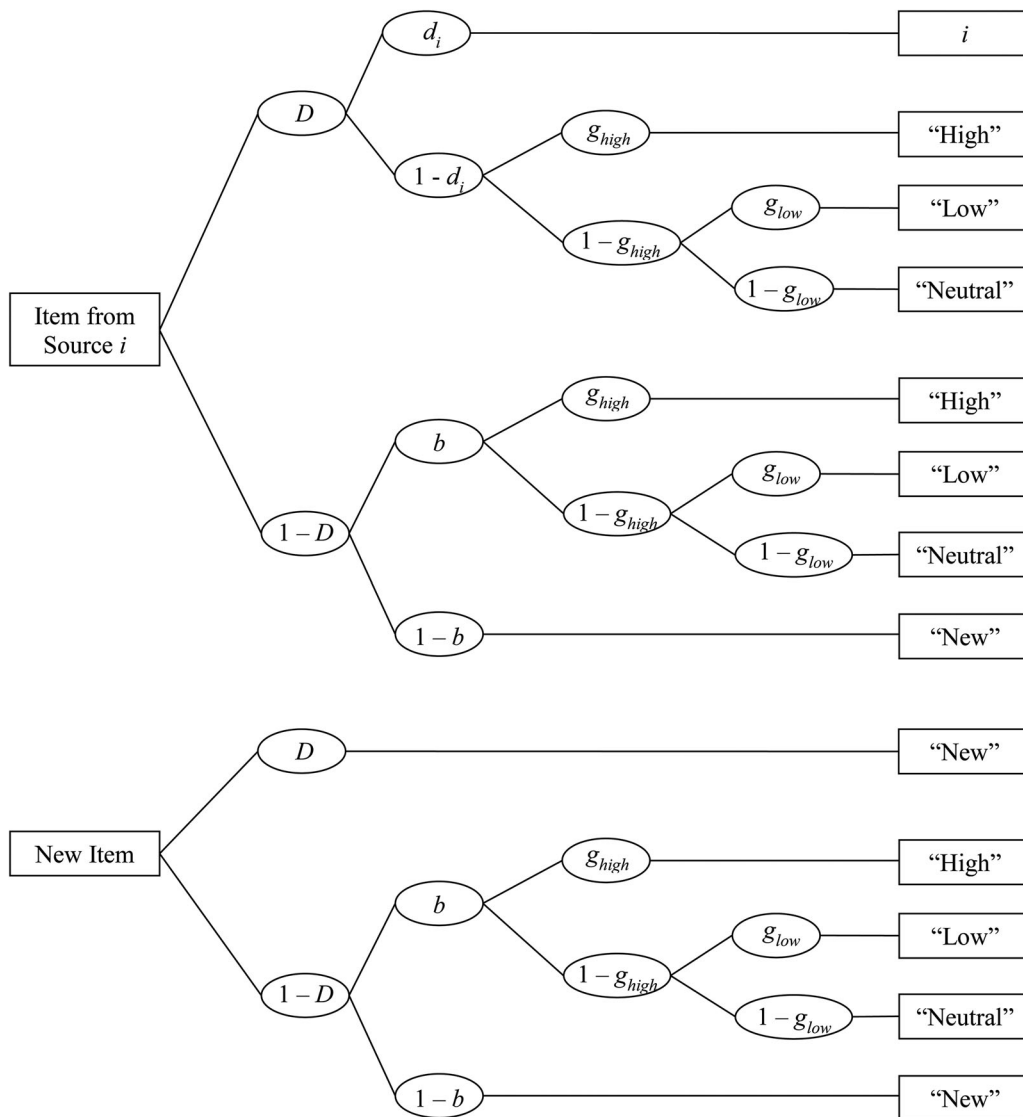 d_i
i
D
g_high
“High”
1 - d_i
g_low
“Low”
1 – g_high
1 – g_low
“Neutral”
Item from
Source i
g_high
“High”
b
g_low
“Low”
1 – g_high
1 – D
1 – g_low
“Neutral”
1 – b
“New”
D
“New”
New Item
g_high
“High”
b
g_low
“Low”
1 – g_high
1 – D
1 – g_low
“Neutral”
1 – b
“New”